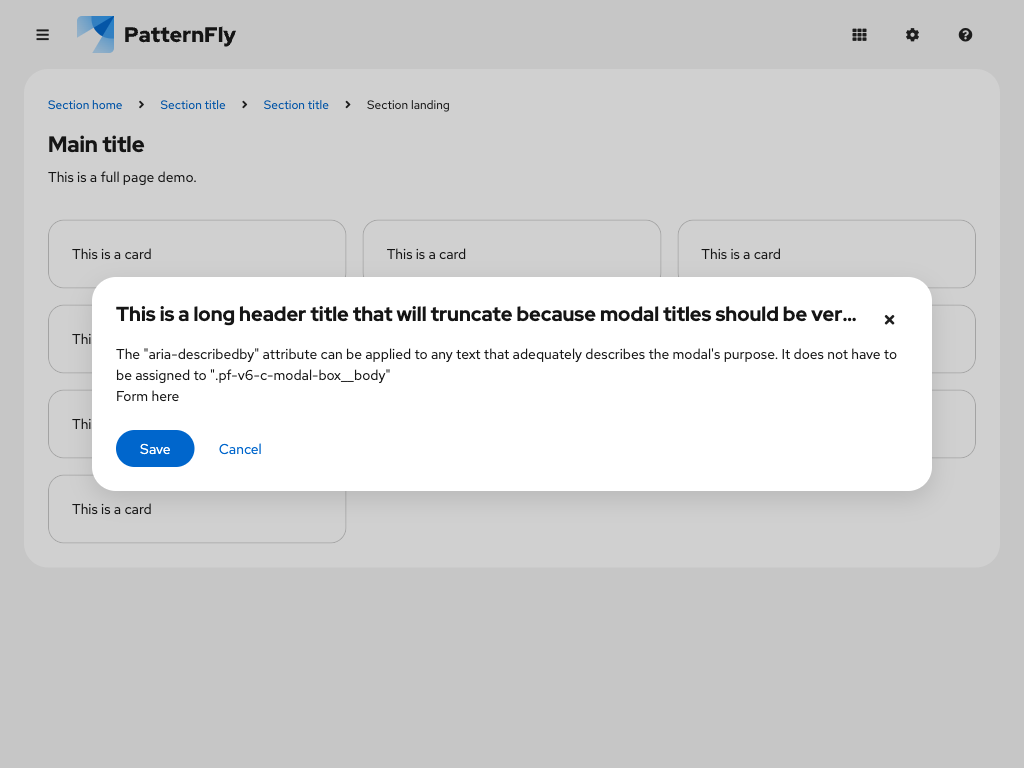 PatternFly
Section home
Section title
Section title
Section landing
Main title
This is a full page demo.
This is a card
This is a card
This is a card
This is a long header title that will truncate because modal titles should be ver...
The "aria-describedby" attribute can be applied to any text that adequately describes the modal's purpose. It does not have to
be assigned to ".pf-v6-c-modal-box__body"
Form here
Save
Cancel
Thi
Thi
This is a card